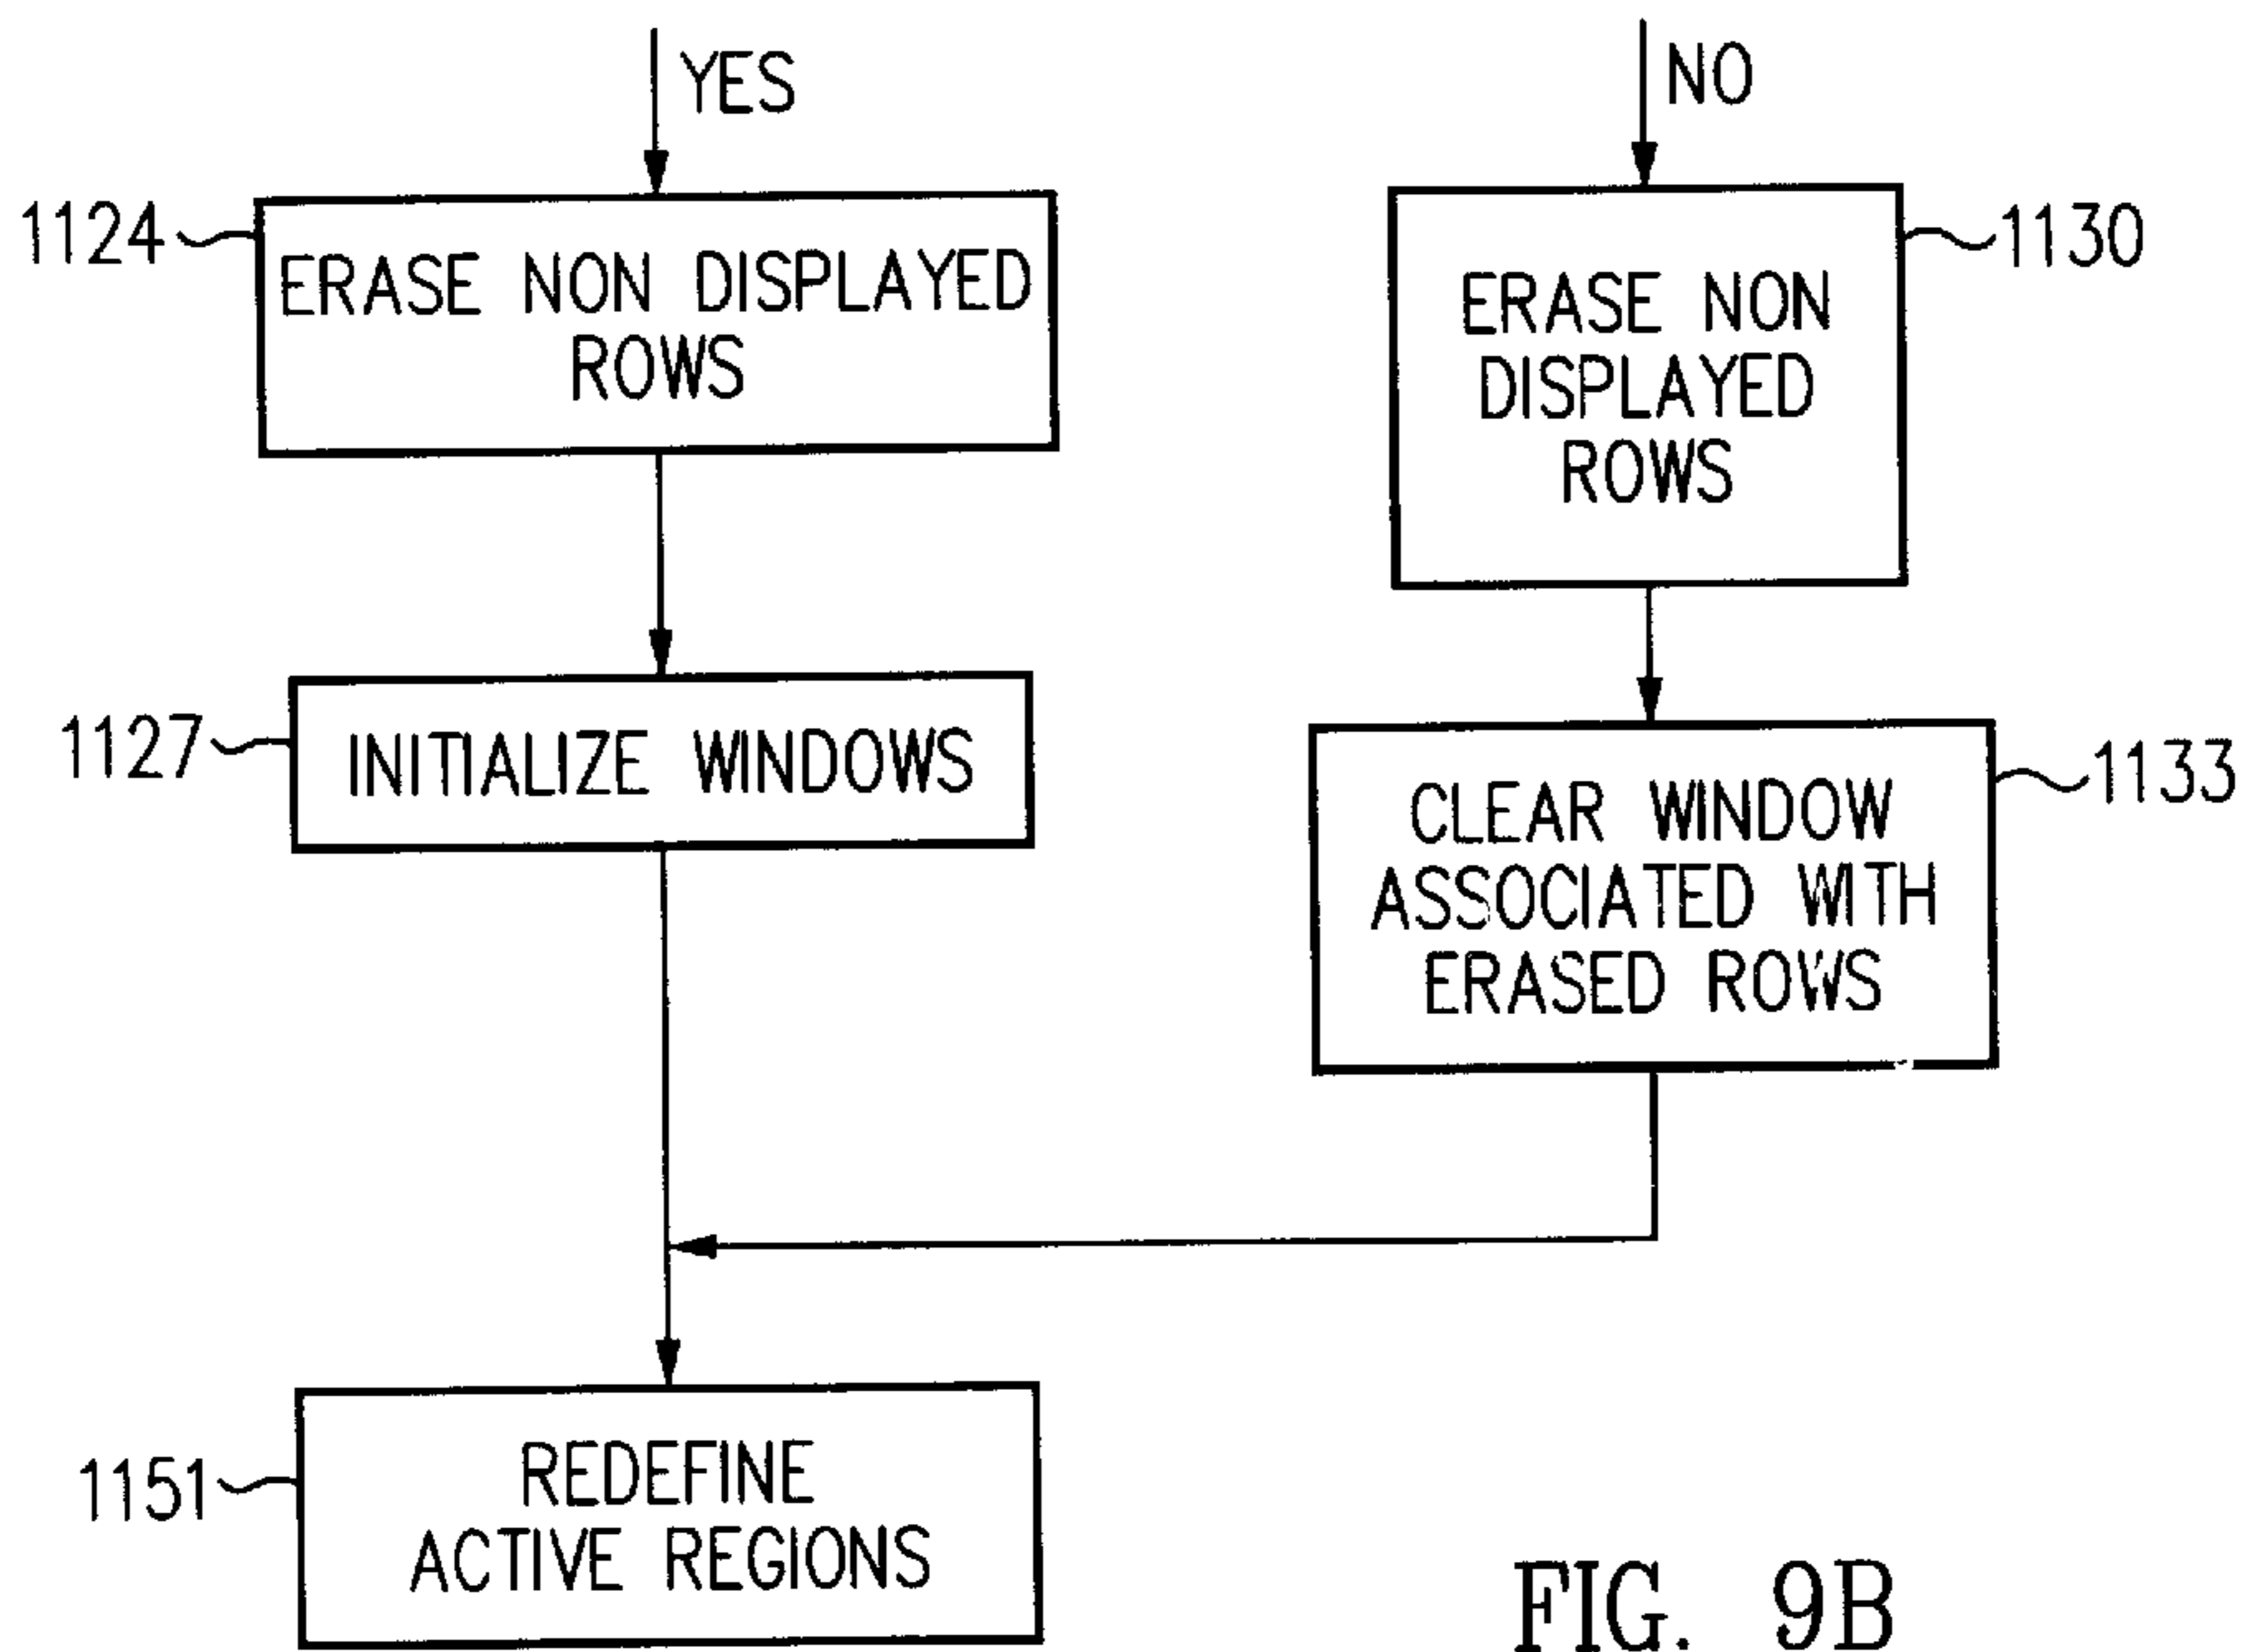 YES
NO
1124
ERASE NON DISPLAYED
ROWS
1130
ERASE NON
DISPLAYED
ROWS
1127
INITIALIZE WINDOWS
1133
CLEAR WINDOW
ASSOCIATED WITH
ERASED ROWS
1151
REDEFINE
ACTIVE REGIONS
FIG. 9B